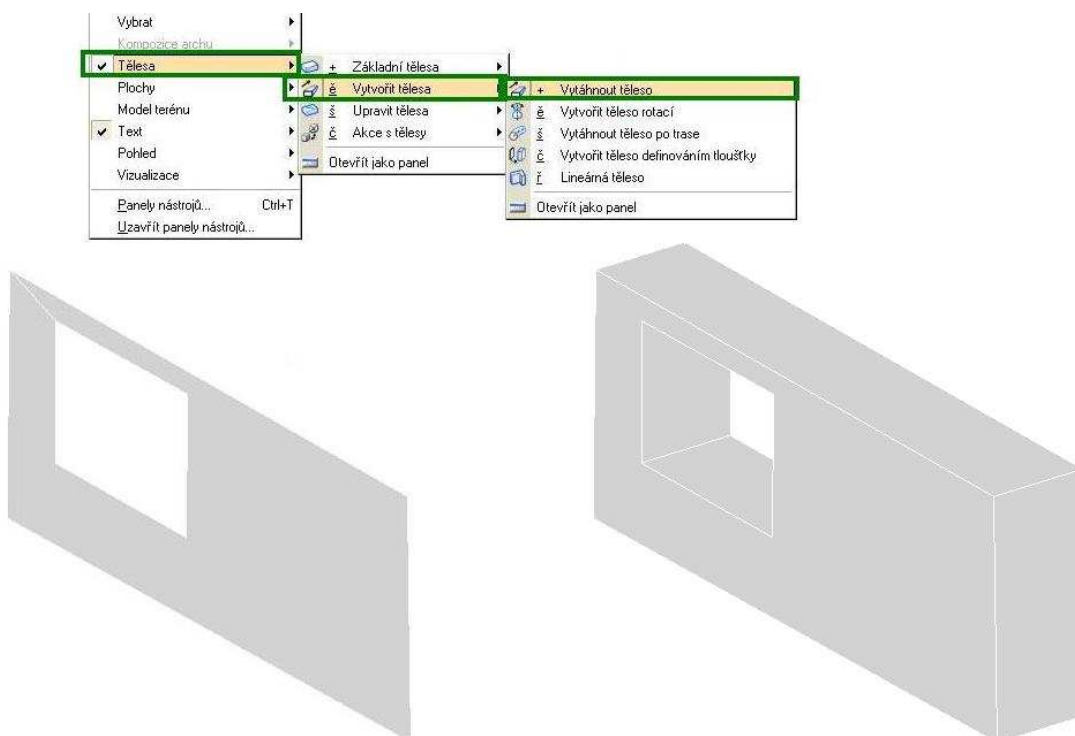 Vybrat
Kompozice archu
Tělesa
Plochy
Model terénu
Text
Pohled
Vizualizace
Panely nástrojů... Ctrl+T
Uzavřít panely nástrojů...
+ Základní tělesa
ě Vytvořit tělesa
š Upravit tělesa
č Akce s tělesy
Otevřít jako panel
+ Vytáhnout těleso
ě Vytvořit těleso rotací
š Vytáhnout těleso po trase
č Vytvořit těleso definováním tloušťky
ř Lineárná těleso
Otevřít jako panel